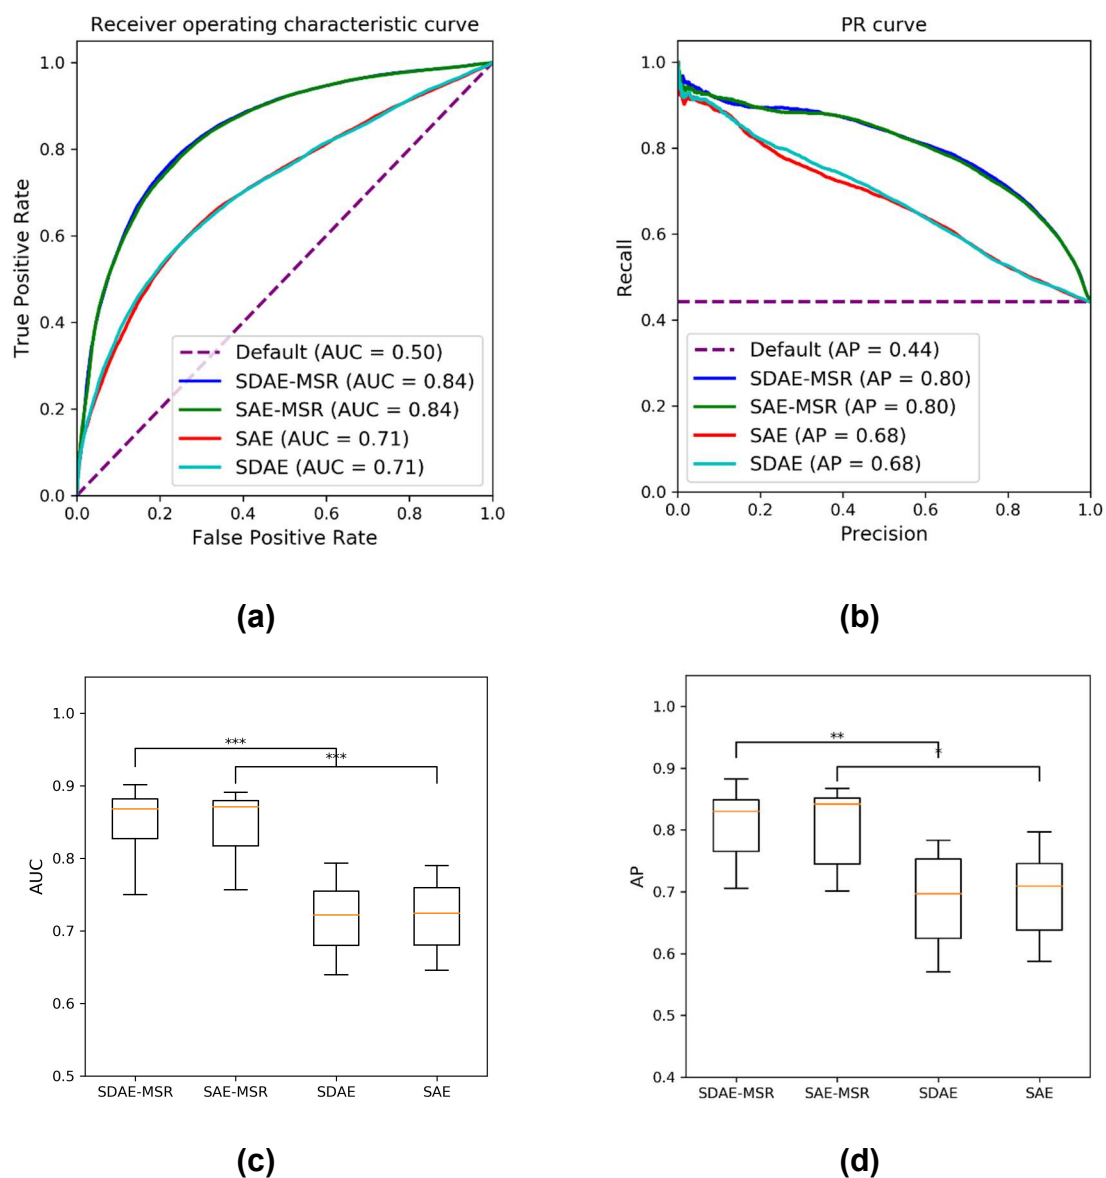 Receiver operating characteristic curve
True Positive Rate
1.0
0.8
0.6
0.4
0.2
0.0
Default (AUC = 0.50)
SDAE-MSR (AUC = 0.84)
SAE-MSR (AUC = 0.84)
SAE (AUC = 0.71)
SDAE (AUC = 0.71)
0.0 0.2 0.4 0.6 0.8 1.0
False Positive Rate
(a)
PR curve
Recall
1.0
0.8
0.6
0.4
0.2
0.0
Default (AP = 0.44)
SDAE-MSR (AP = 0.80)
SAE-MSR (AP = 0.80)
SAE (AP = 0.68)
SDAE (AP = 0.68)
0.0 0.2 0.4 0.6 0.8 1.0
Precision
(b)
AUC
1.0
0.9
0.8
0.7
0.6
0.5
***
***
SDAE-MSR SAE-MSR SDAE SAE
(c)
AP
1.0
0.9
0.8
0.7
0.6
0.5
0.4
**
*
SDAE-MSR SAE-MSR SDAE SAE
(d)